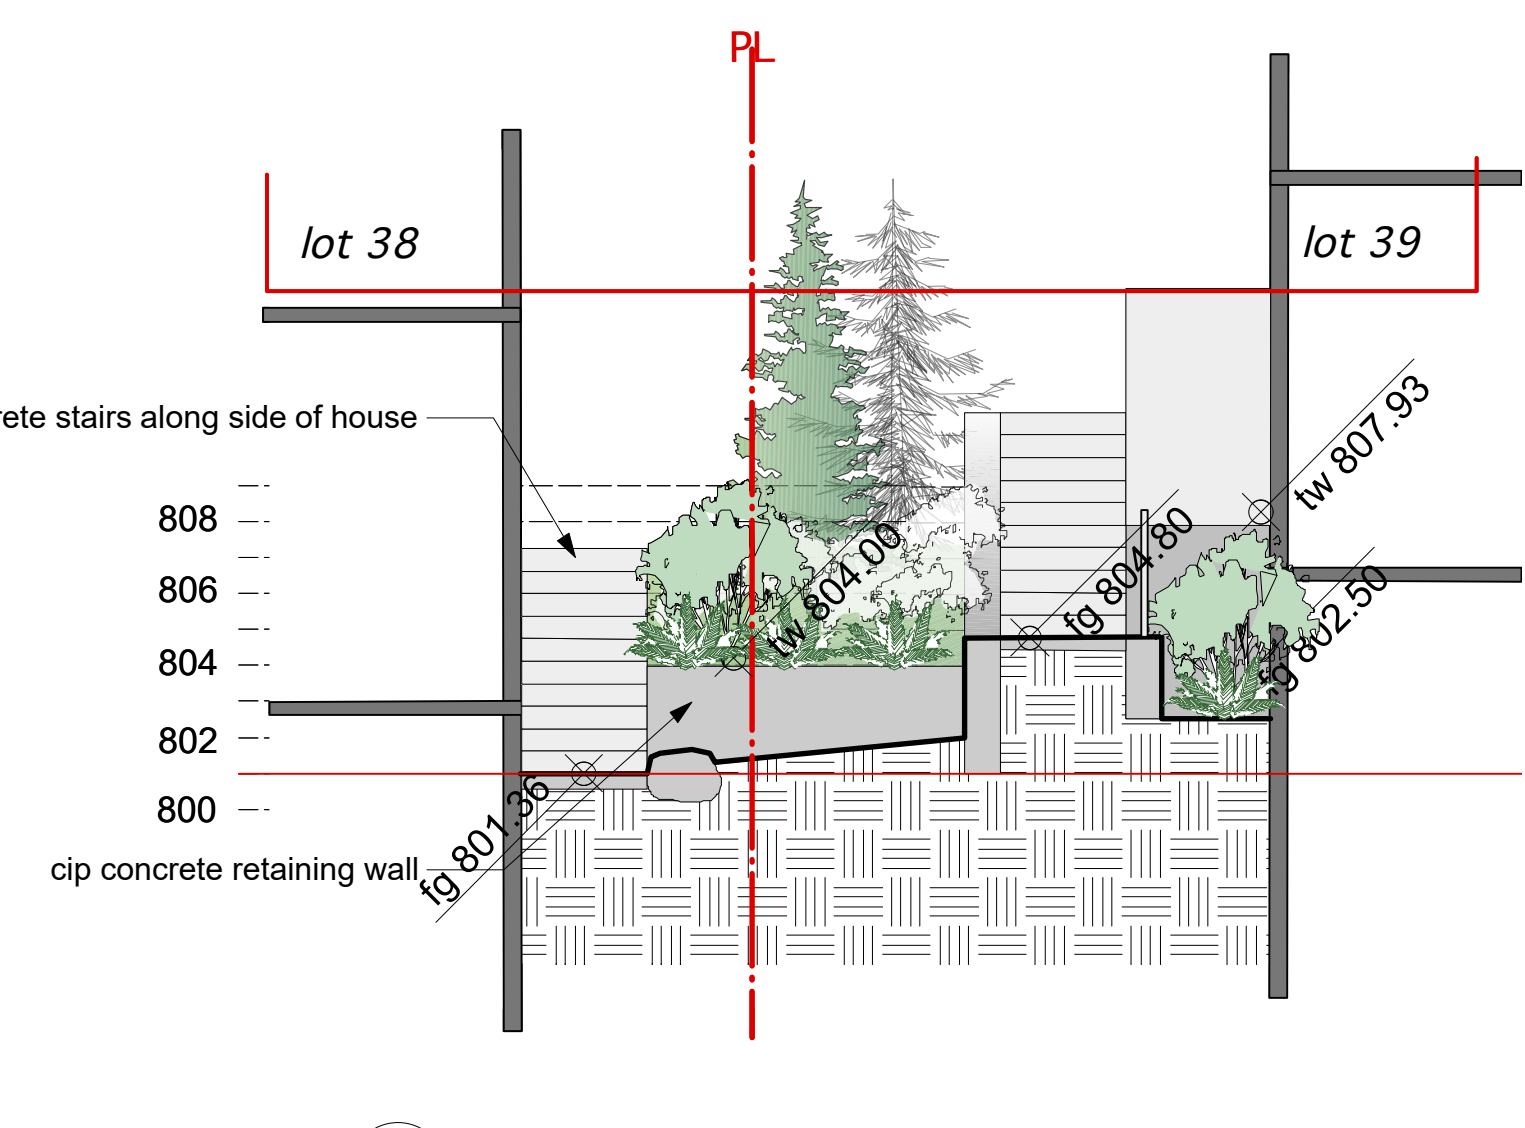 PL
lot 38
lot 39
rete stairs along side of house
tw 807.93
808
tw 804.00
fg 804.80
806
fg 802.50
804
802
800
fg 801.36
cip concrete retaining wall